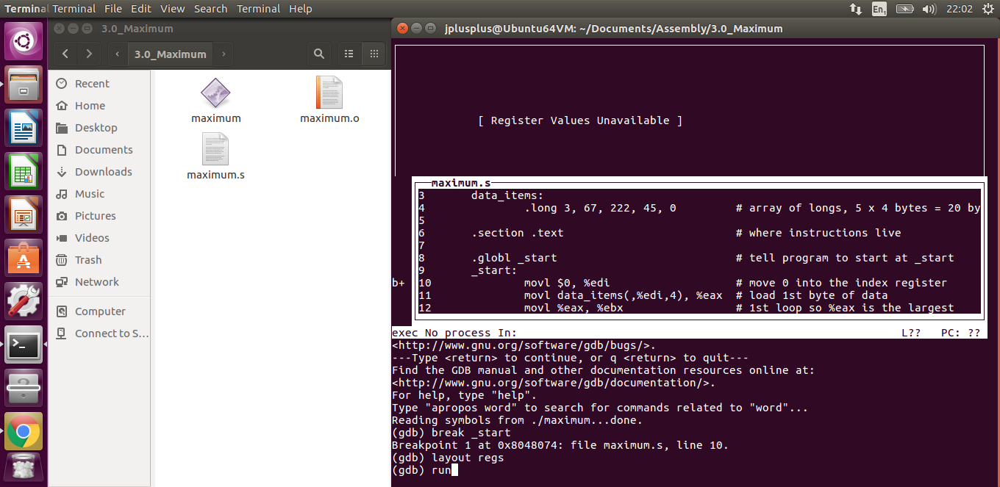 Terminal Terminal File Edit View Search Terminal Help
En1 22:02
3.0_Maximum
3.0_Maximum
Recent
Home
Desktop
Documents
Downloads
Music
Pictures
Videos
Trash
Network
Computer
Connect to S...
maximum
maximum.o
maximum.s
jplusplus@Ubuntu64VM: ~/Documents/Assembly/3.0_Maximum
[ Register Values Unavailable ]
maximum.s
3 data_items:
4 .long 3, 67, 222, 45, 0 # array of longs, 5 x 4 bytes = 20 by
5
6 .section .text # where instructions live
7
8 .globl _start # tell program to start at _start
9 _start:
b+ 10 movl $0, %edi # move 0 into the index register
11 movl data_items(,%edi,4), %eax # load 1st byte of data
12 movl %eax, %ebx # 1st loop so %eax is the largest
exec No process In: L?? PC: ??
<http://www.gnu.org/software/gdb/bugs/>.
---Type <return> to continue, or q <return> to quit---
Find the GDB manual and other documentation resources online at:
<http://www.gnu.org/software/gdb/documentation/>.
For help, type "help".
Type "apropos word" to search for commands related to "word"...
Reading symbols from ./maximum...done.
(gdb) break _start
Breakpoint 1 at 0x8048074: file maximum.s, line 10.
(gdb) layout regs
(gdb) run